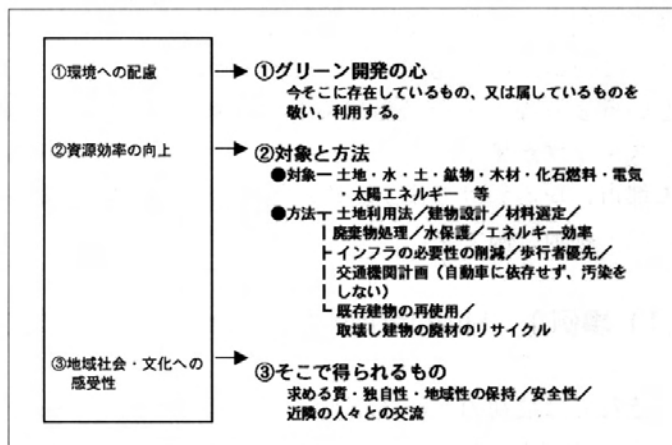 ①環境への配慮
①グリーン開発の心
今そこに存在しているもの、又は属しているものを
敬い、利用する。
②資源効率の向上
②対象と方法
●対象ー土地・水・土・鉱物・木材・化石燃料・電気
・太陽エネルギー 等
●方法┬土地利用法/建物設計/材料選定/
┃廃棄物処理/水保護/エネルギー効率
┣インフラの必要性の削減/歩行者優先/
┃交通機関計画(自動車に依存せず、汚染を
┃しない)
┗既存建物の再使用/
取壊し建物の廃材のリサイクル
③地域社会・文化への
感受性
③そこで得られるもの
求める質・独自性・地域性の保持/安全性/
近隣の人々との交流